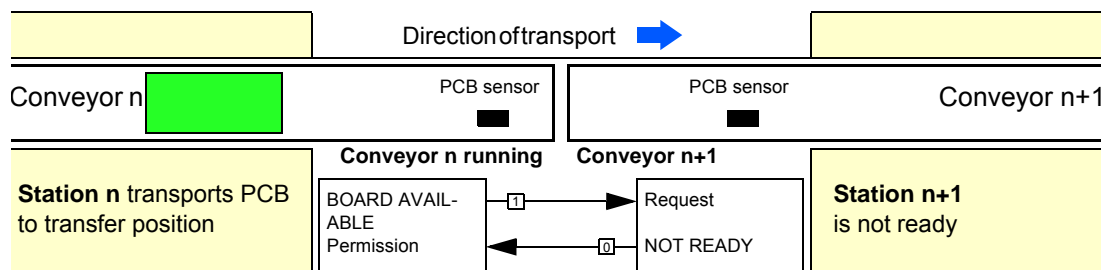 Direction of transport
Conveyor n
PCB sensor
PCB sensor
Conveyor n+1
Conveyor n running
Conveyor n+1
Station n transports PCB
to transfer position
BOARD AVAIL-
ABLE
Permission
1
0
Request
NOT READY
Station n+1
is not ready